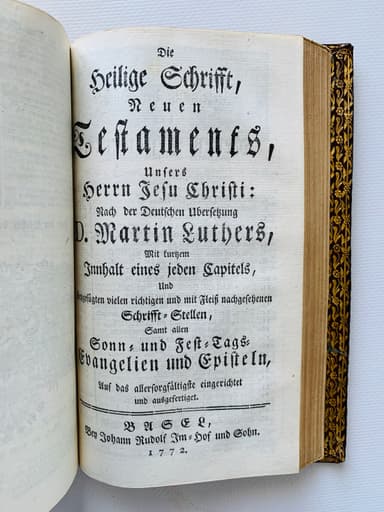 Die
Heilige Schrifft,
Neuen
Testaments,
Unsers
Herrn Jesu Christi:
Nach der Deutschen Ubersetzung
D. Martin Luthers,
Mit kurtzem
Innhalt eines jeden Capitels,
Und
vielen richtigen und mit Fleiß nachgesehenen
Schrifft-Stellen,
Samt allen
Sonn- und Fest-Tags-
Evangelien und Episteln,
Auf das allersorgfältigste eingerichtet
und ausgefertiget.
BASEL,
Bey Johann Rudolf Im-Hof und Sohn.
1772.